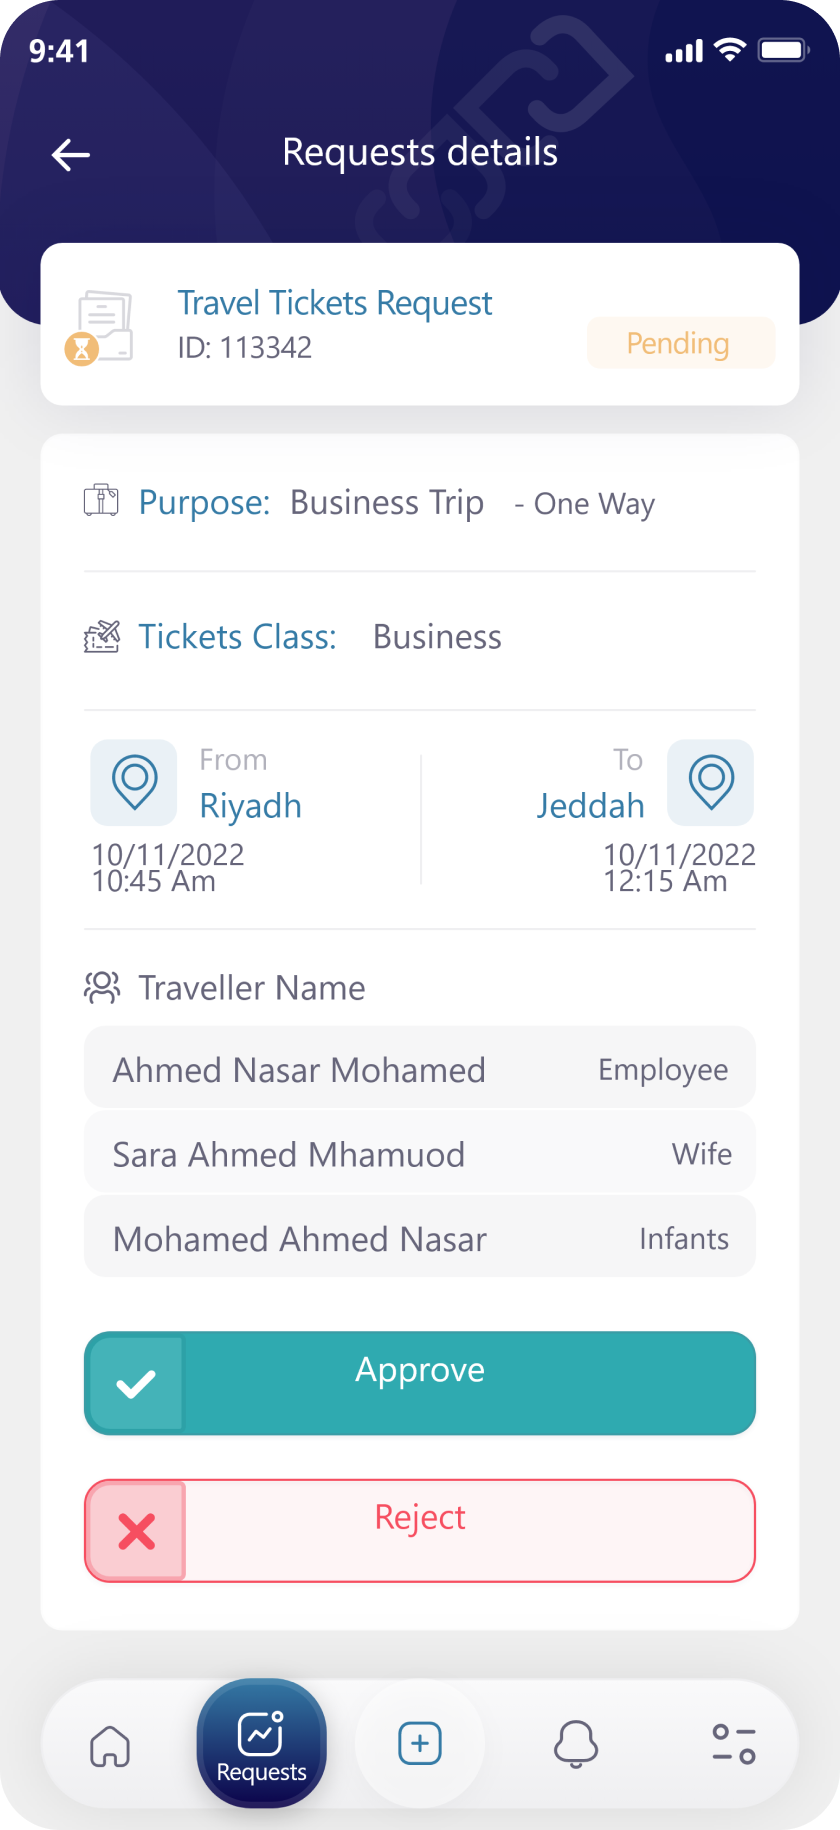 9:41
Requests details
Travel Tickets Request
ID: 113342
Pending
Purpose: Business Trip - One Way
Tickets Class: Business
From
Riyadh
10/11/2022
10:45 Am
To
Jeddah
10/11/2022
12:15 Am
Traveller Name
Ahmed Nasar Mohamed Employee
Sara Ahmed Mhamuod Wife
Mohamed Ahmed Nasar Infants
Approve
Reject
Requests